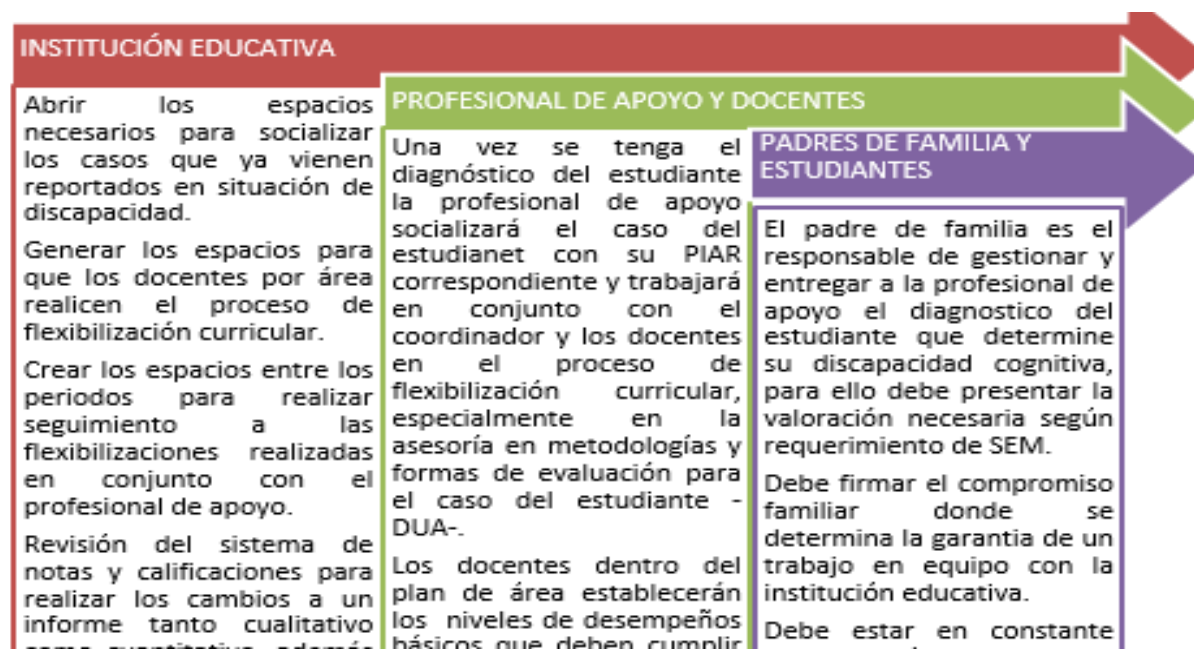 INSTITUCIÓN EDUCATIVA
Abrir los espacios
necesarios para socializar
los casos que ya vienen
reportados en situación de
discapacidad.
Generar los espacios para
que los docentes por área
realicen el proceso de
flexibilización curricular.
Crear los espacios entre los
periodos para realizar
seguimiento a las
flexibilizaciones realizadas
en conjunto con el
profesional de apoyo.
Revisión del sistema de
notas y calificaciones para
realizar los cambios a un
informe tanto cualitativo
como cuantitativo, además
PROFESIONAL DE APOYO Y DOCENTES
Una vez se tenga el
diagnóstico del estudiante
la profesional de apoyo
socializará el caso del
estudianet con su PIAR
correspondiente y trabajará
en conjunto con el
coordinador y los docentes
en el proceso de
flexibilización curricular,
especialmente en la
asesoría en metodologías y
formas de evaluación para
el caso del estudiante -
DUA-.
Los docentes dentro del
plan de área establecerán
los niveles de desempeños
básicos que deben cumplir
PADRES DE FAMILIA Y
ESTUDIANTES
El padre de familia es el
responsable de gestionar y
entregar a la profesional de
apoyo el diagnostico del
estudiante que determine
su discapacidad cognitiva,
para ello debe presentar la
valoración necesaria según
requerimiento de SEM.
Debe firmar el compromiso
familiar donde se
determina la garantia de un
trabajo en equipo con la
institución educativa.
Debe estar en constante